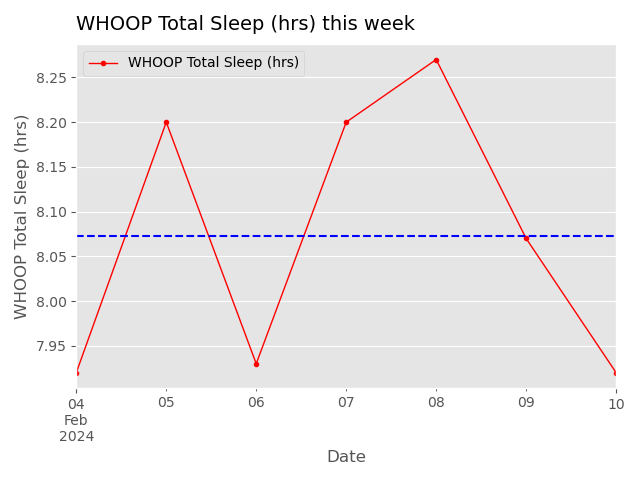 WHOOP Total Sleep (hrs) this week
WHOOP Total Sleep (hrs)
WHOOP Total Sleep (hrs)
8.25
8.20
8.15
8.10
8.05
8.00
7.95
04 05 06 07 08 09 10
Feb
2024
Date